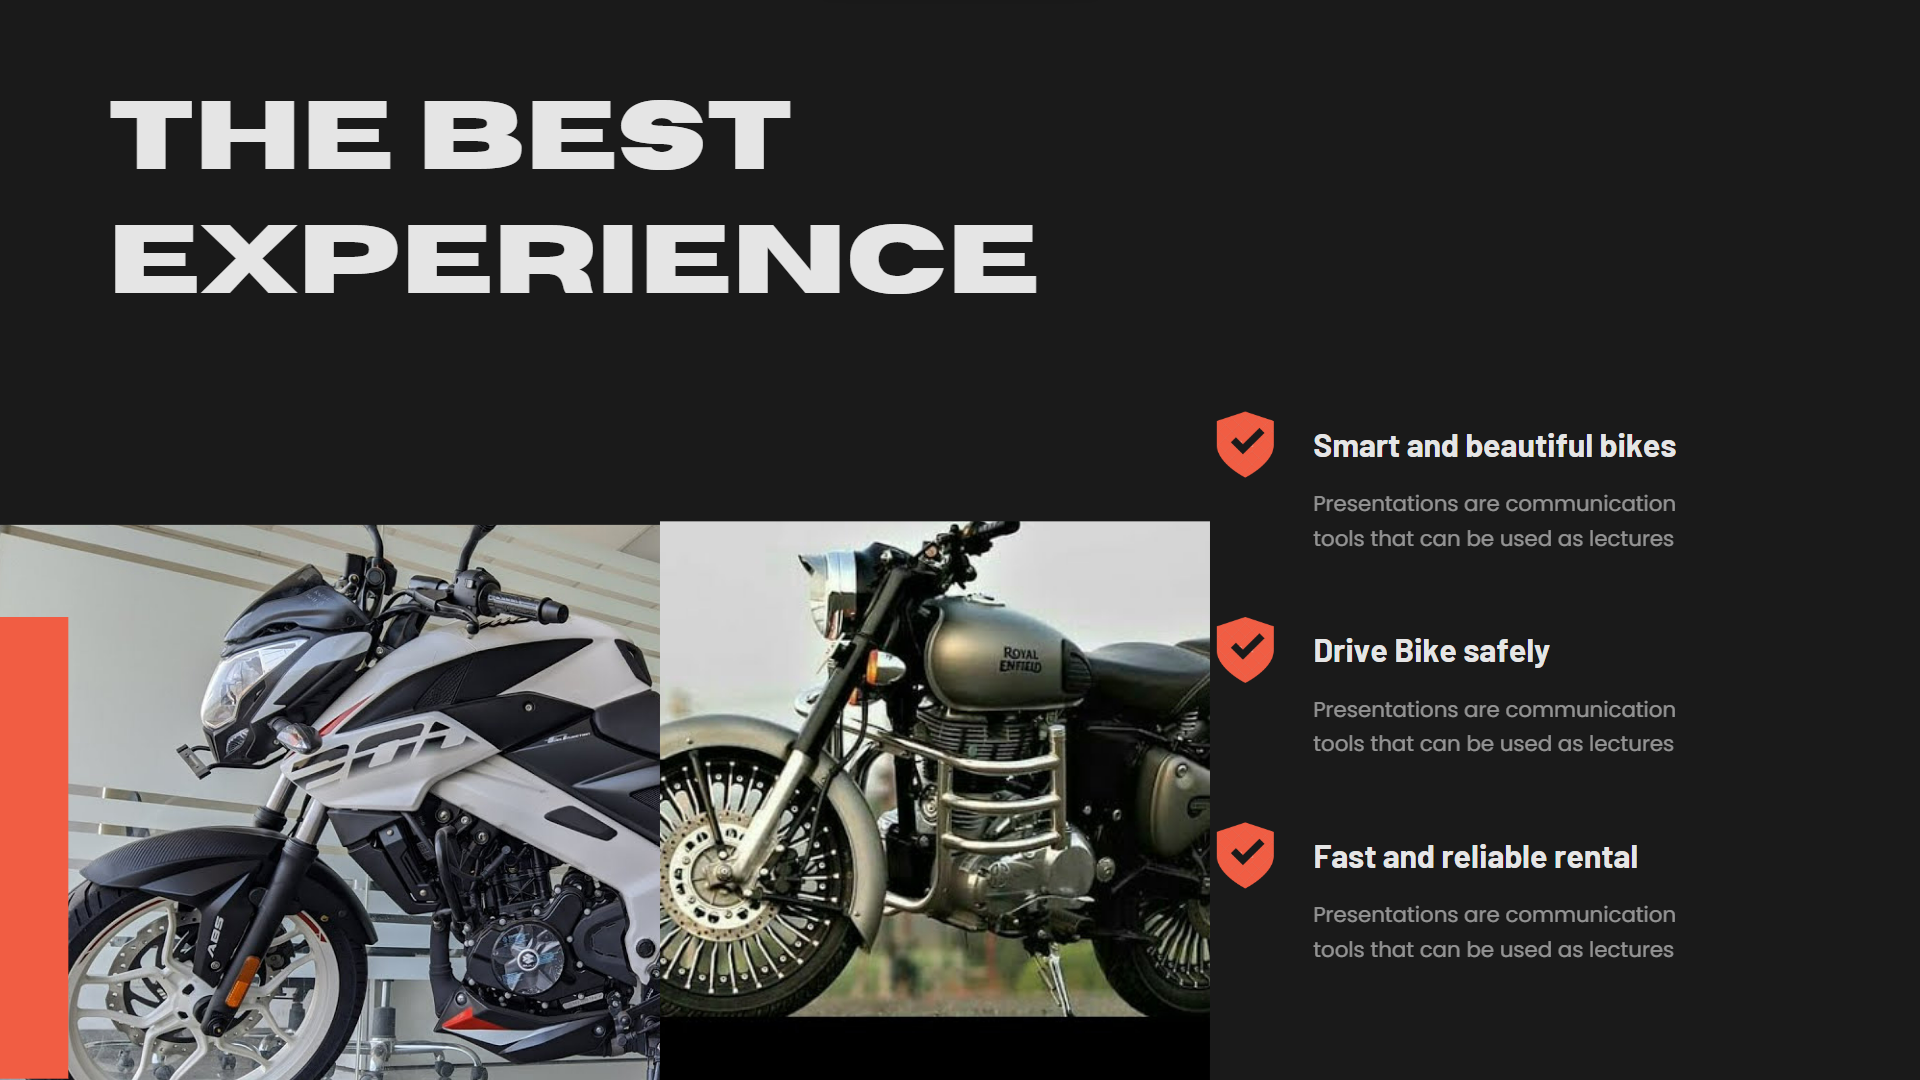 THE BEST
EXPERIENCE
Smart and beautiful bikes
Presentations are communication
tools that can be used as lectures
Drive Bike safely
Presentations are communication
tools that can be used as lectures
Fast and reliable rental
Presentations are communication
tools that can be used as lectures
ROYAL
ENFIELD
ABS